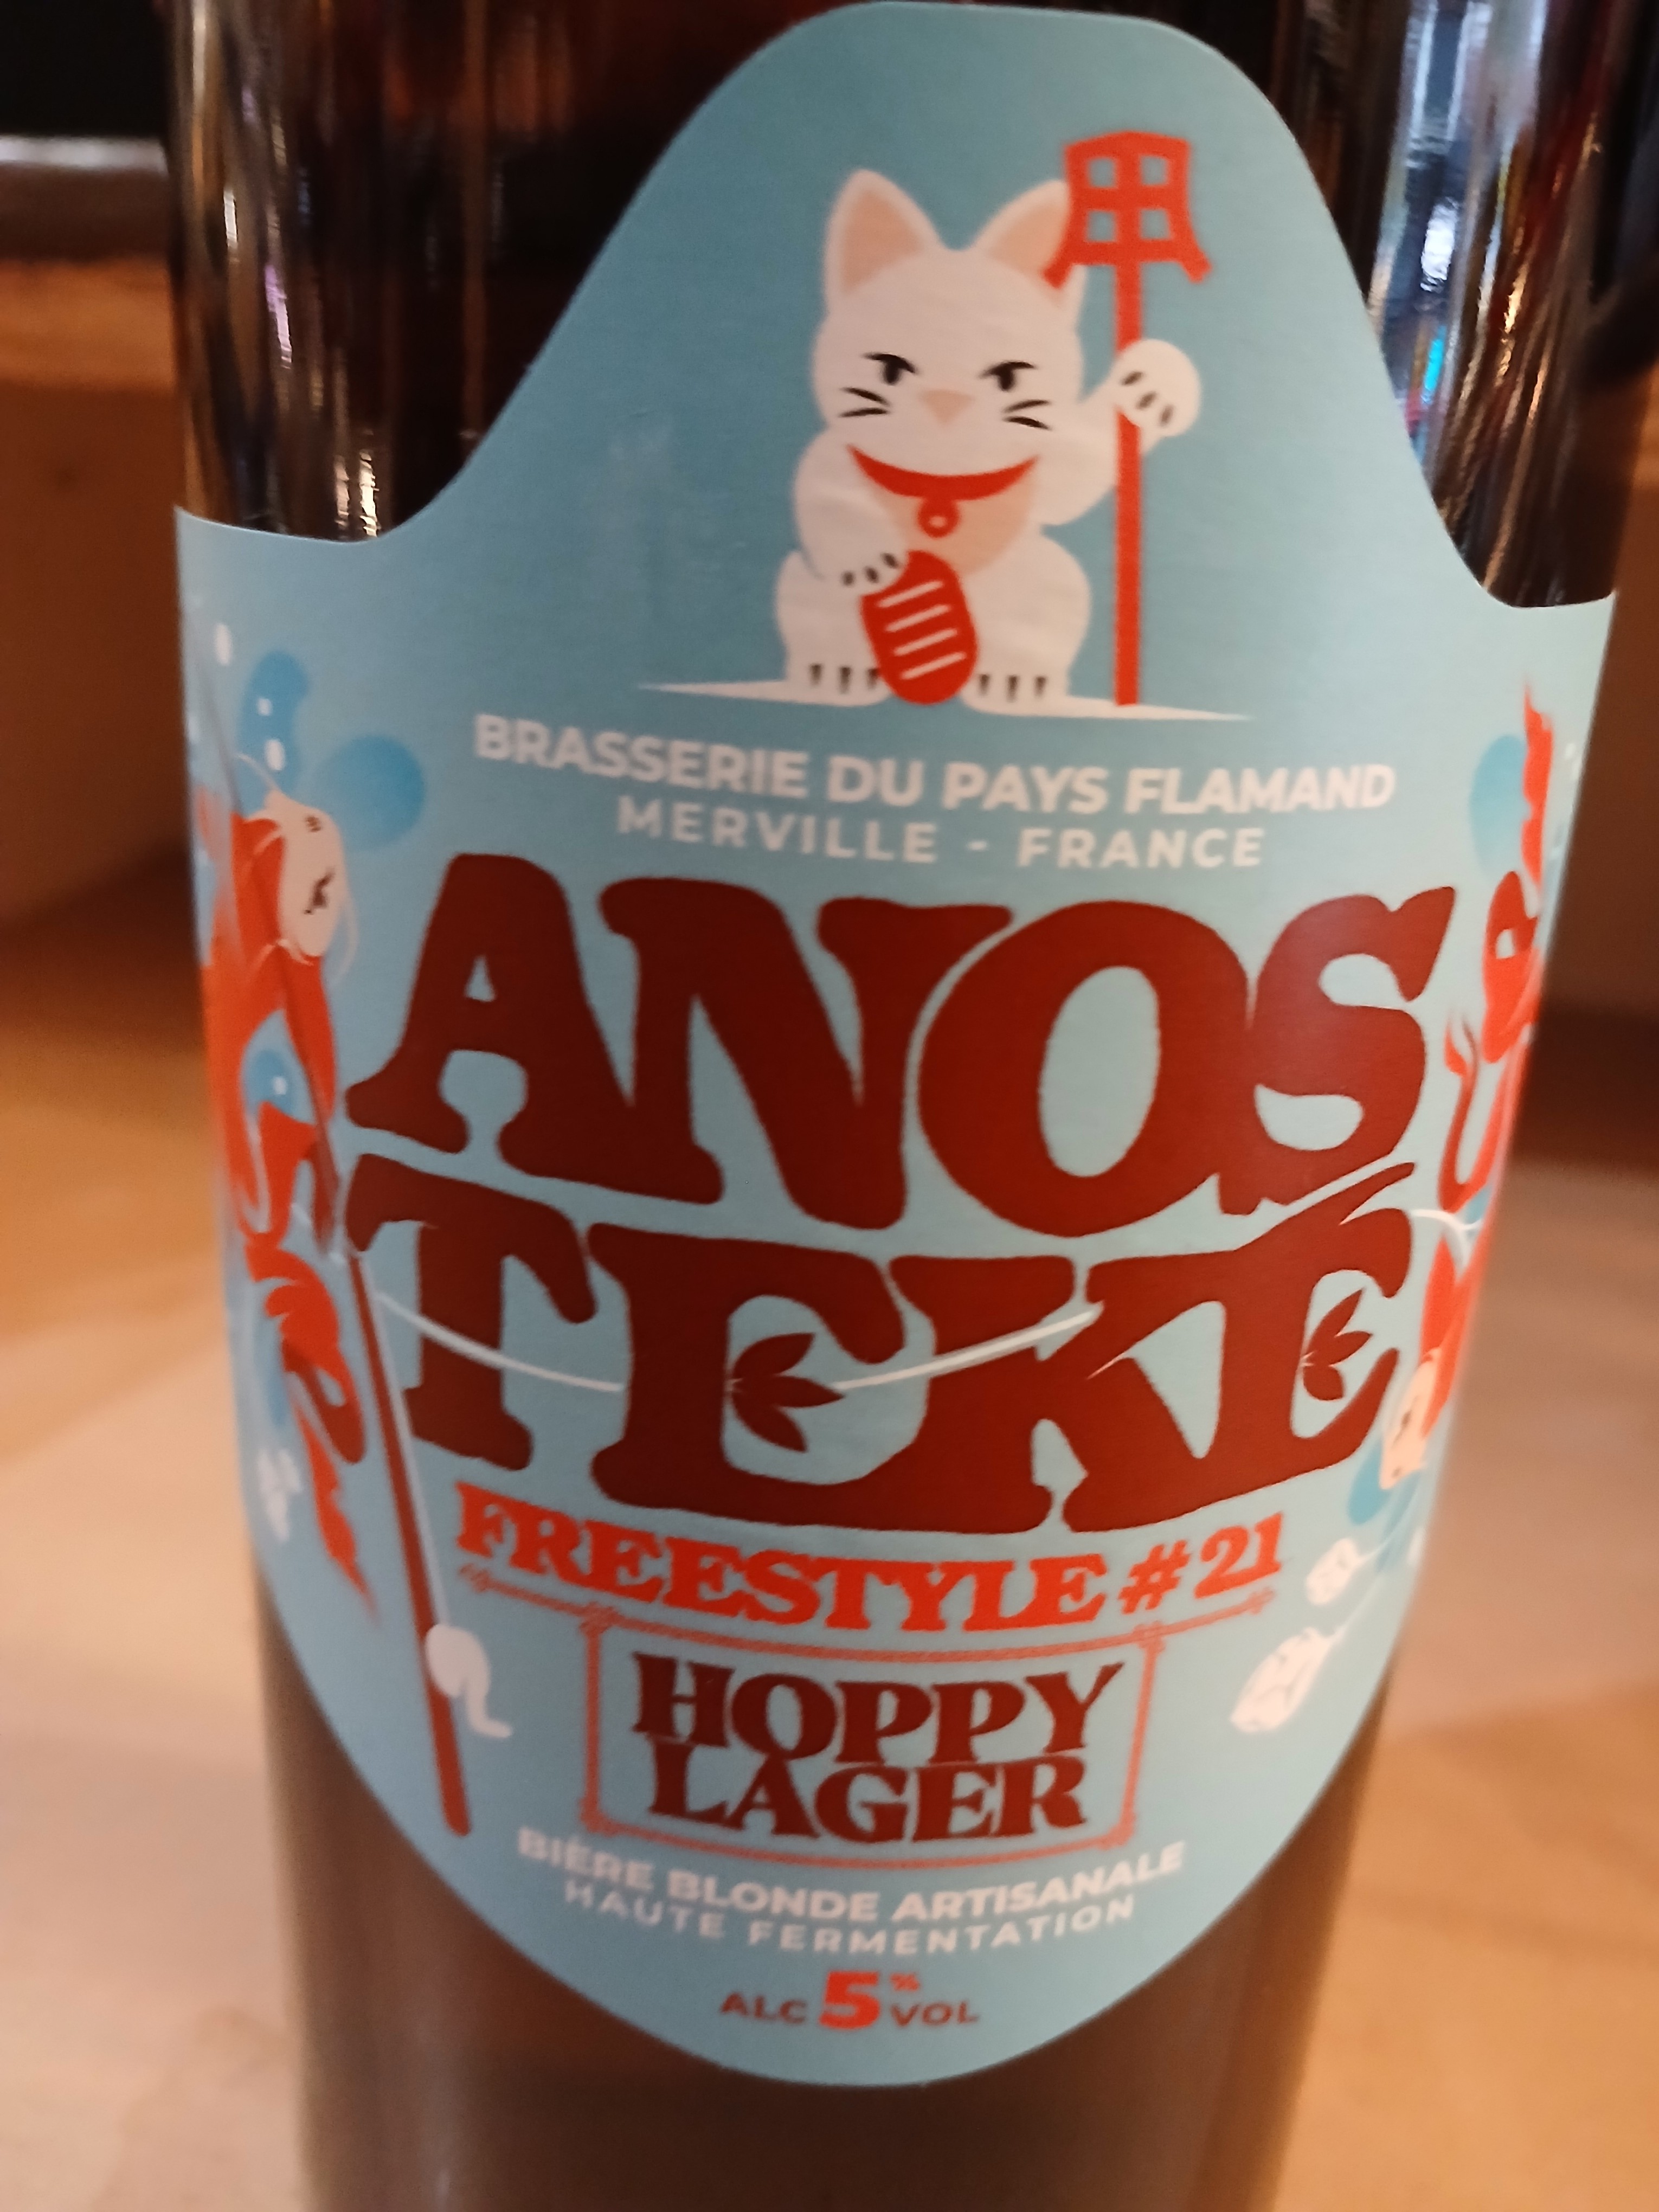 BRASSERIE DU PAYS FLAMAND
MERVILLE - FRANCE
ANOS
TEKE
FREESTYLE #21
HOPPY
LAGER
BIÈRE BLONDE ARTISANALE
HAUTE FERMENTATION
ALC 5% VOL